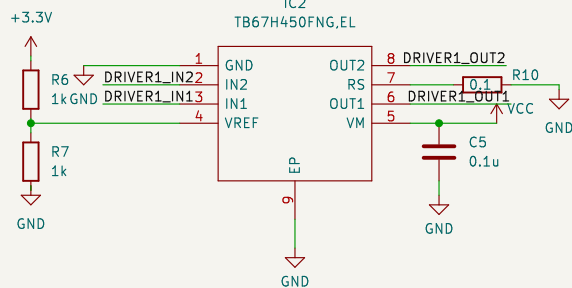 IC2
TB67H450FNG,EL
+3.3V
R6
1k
R7
1k
GND
GND
DRIVER1_IN2
DRIVER1_IN1
1
2
3
4
GND
IN2
IN1
VREF
OUT2
RS
OUT1
VM
8
7
6
5
DRIVER1_OUT2
0.1
R10
DRIVER1_OUT1
VCC
GND
C5
0.1u
GND
EP
9
GND